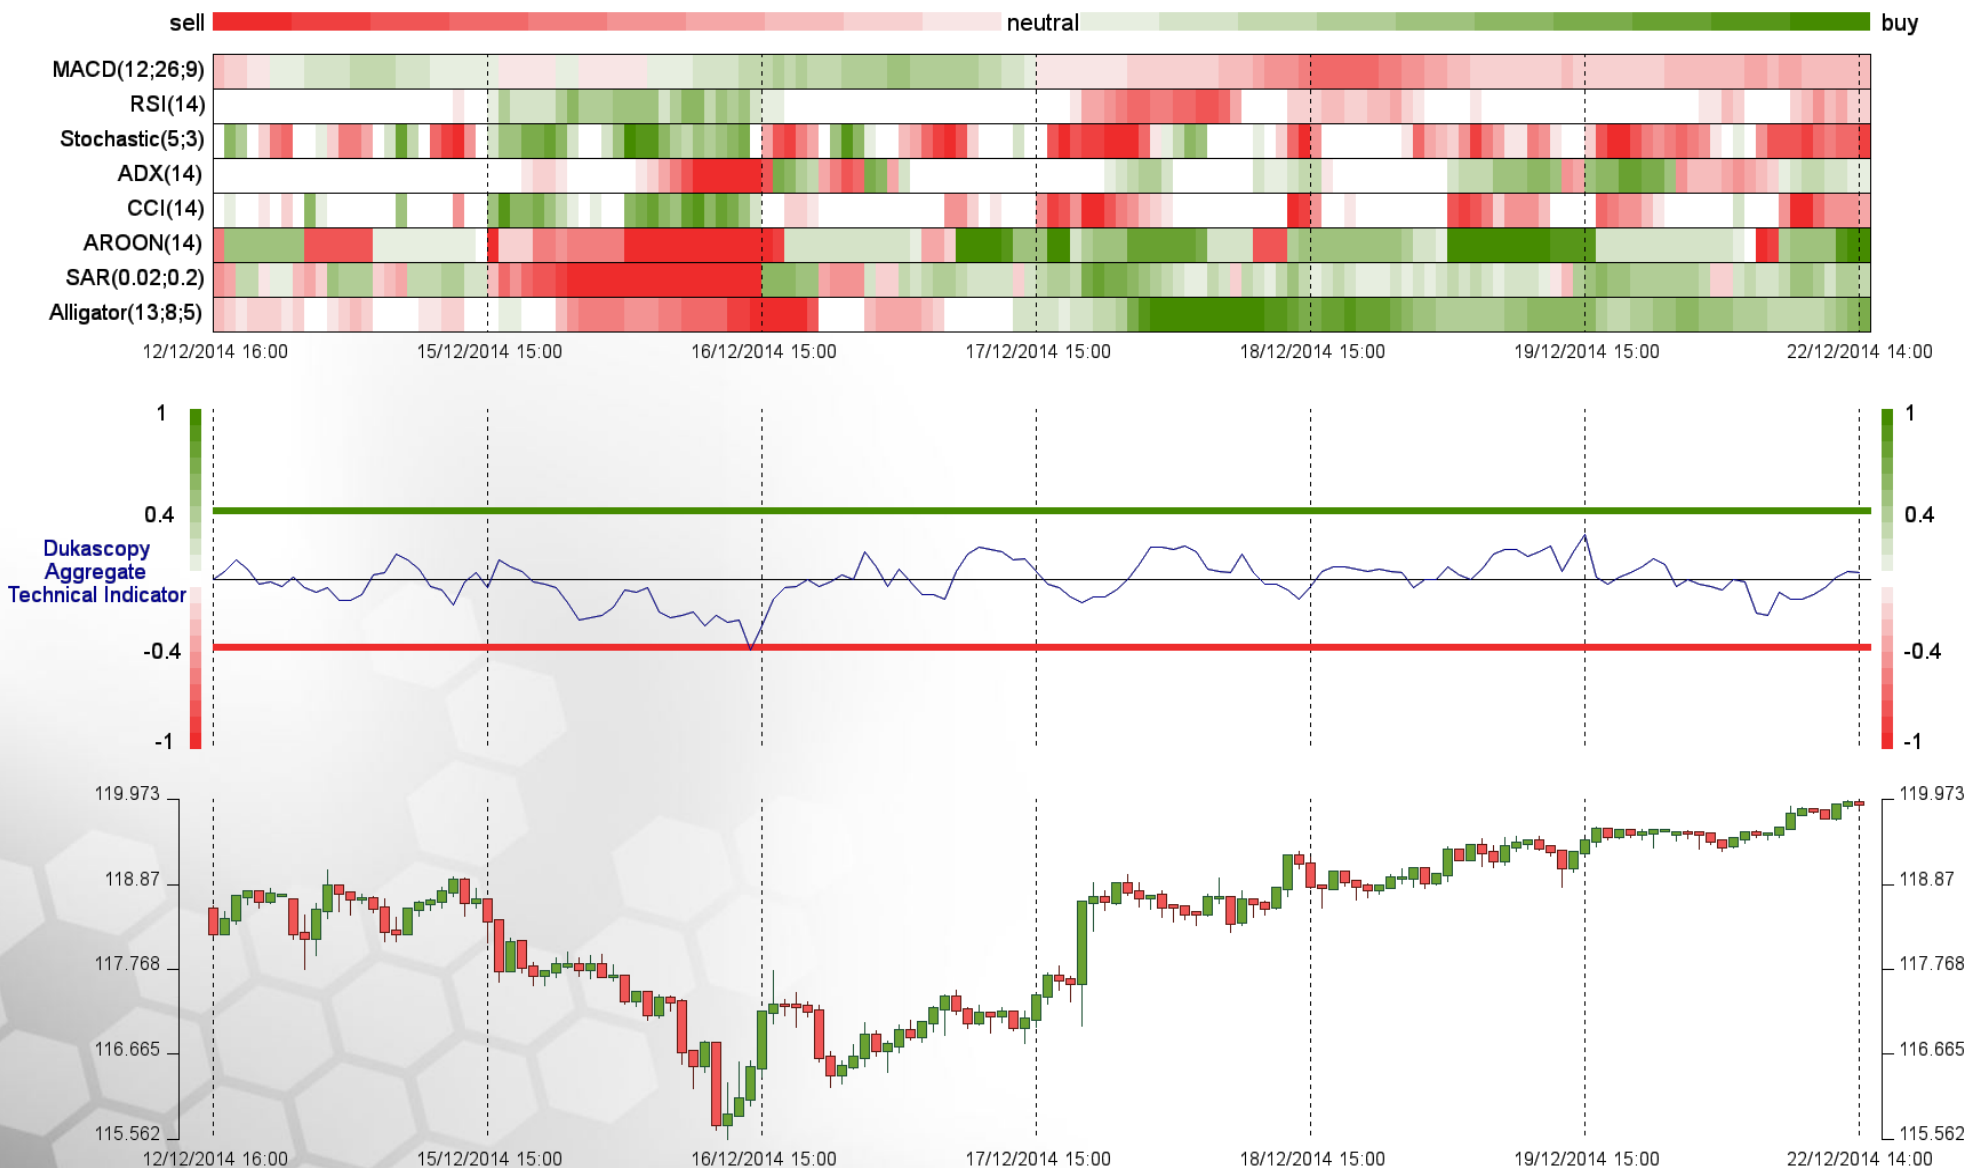 sell neutral buy
MACD(12;26;9)
RSI(14)
Stochastic(5;3)
ADX(14)
CCI(14)
AROON(14)
SAR(0.02;0.2)
Alligator(13;8;5)
12/12/2014 16:00 15/12/2014 15:00 16/12/2014 15:00 17/12/2014 15:00 18/12/2014 15:00 19/12/2014 15:00 22/12/2014 14:00
1 1
0.4 0.4
Dukascopy
Aggregate
Technical Indicator
-0.4 -0.4
-1 -1
119.973 119.973
118.87 118.87
117.768 117.768
116.665 116.665
115.562 115.562
12/12/2014 16:00 15/12/2014 15:00 16/12/2014 15:00 17/12/2014 15:00 18/12/2014 15:00 19/12/2014 15:00 22/12/2014 14:00